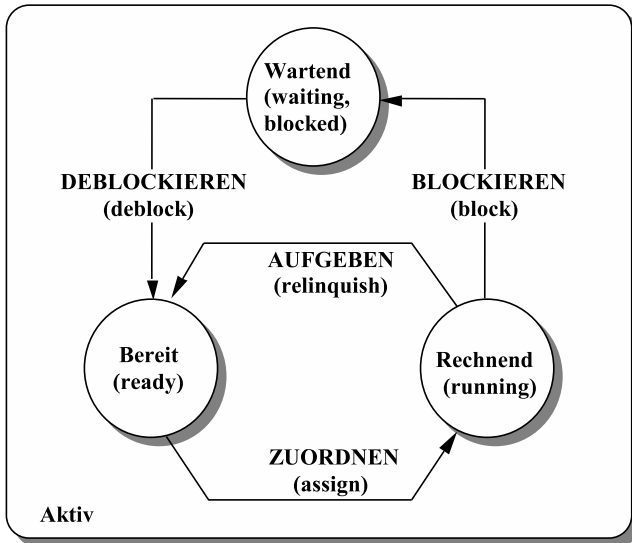 Wartend
(waiting,
blocked)
DEBLOCKIEREN
(deblock)
BLOCKIEREN
(block)
AUFGEBEN
(relinquish)
Bereit
(ready)
Rechnend
(running)
ZUORDNEN
(assign)
Aktiv